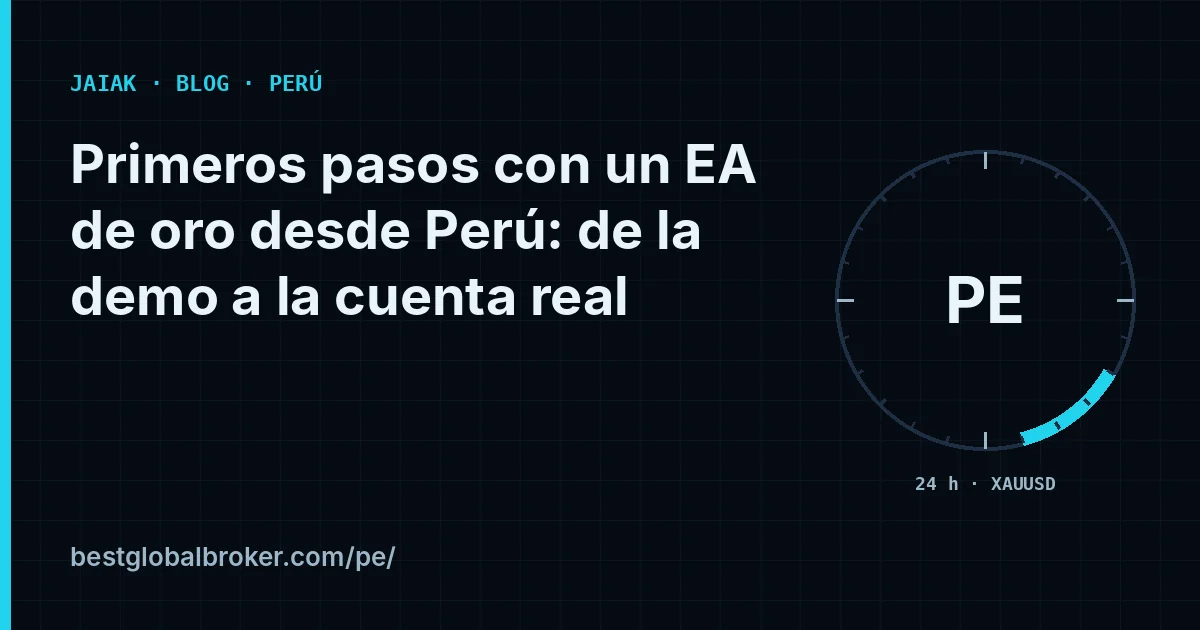 JAIAK · BLOG · PERÚ
Primeros pasos con un EA
de oro desde Perú: de la
demo a la cuenta real
PE
24 h · XAUUSD
bestglobalbroker.com/pe/